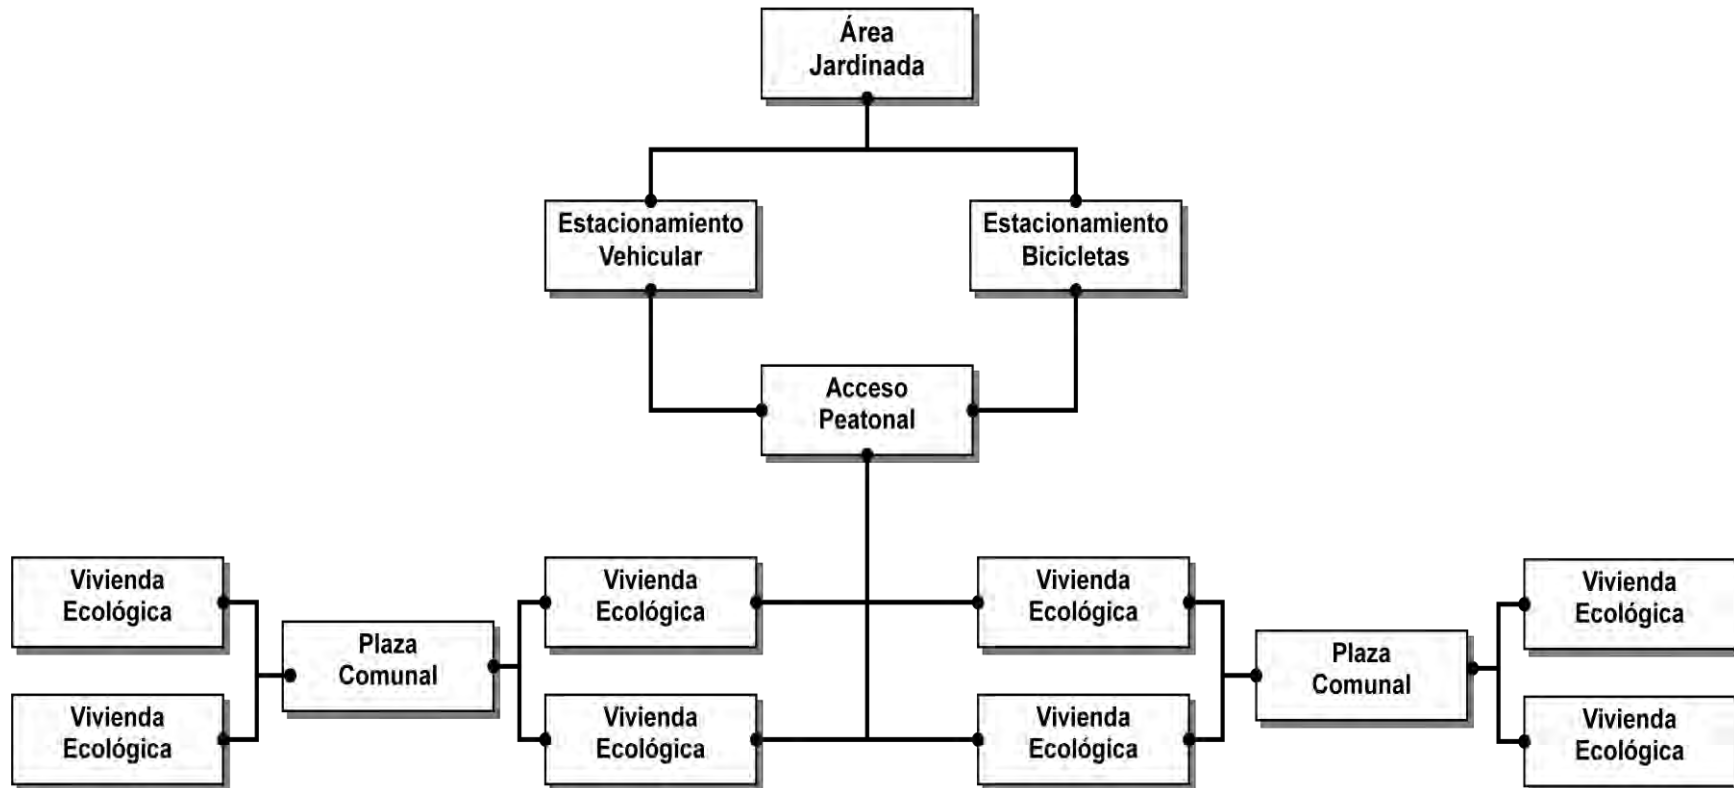 Área
Jardinada
Estacionamiento
Vehicular
Estacionamiento
Bicicletas
Acceso
Peatonal
Vivienda
Ecológica
Vivienda
Ecológica
Plaza
Comunal
Vivienda
Ecológica
Vivienda
Ecológica
Vivienda
Ecológica
Vivienda
Ecológica
Plaza
Comunal
Vivienda
Ecológica
Vivienda
Ecológica